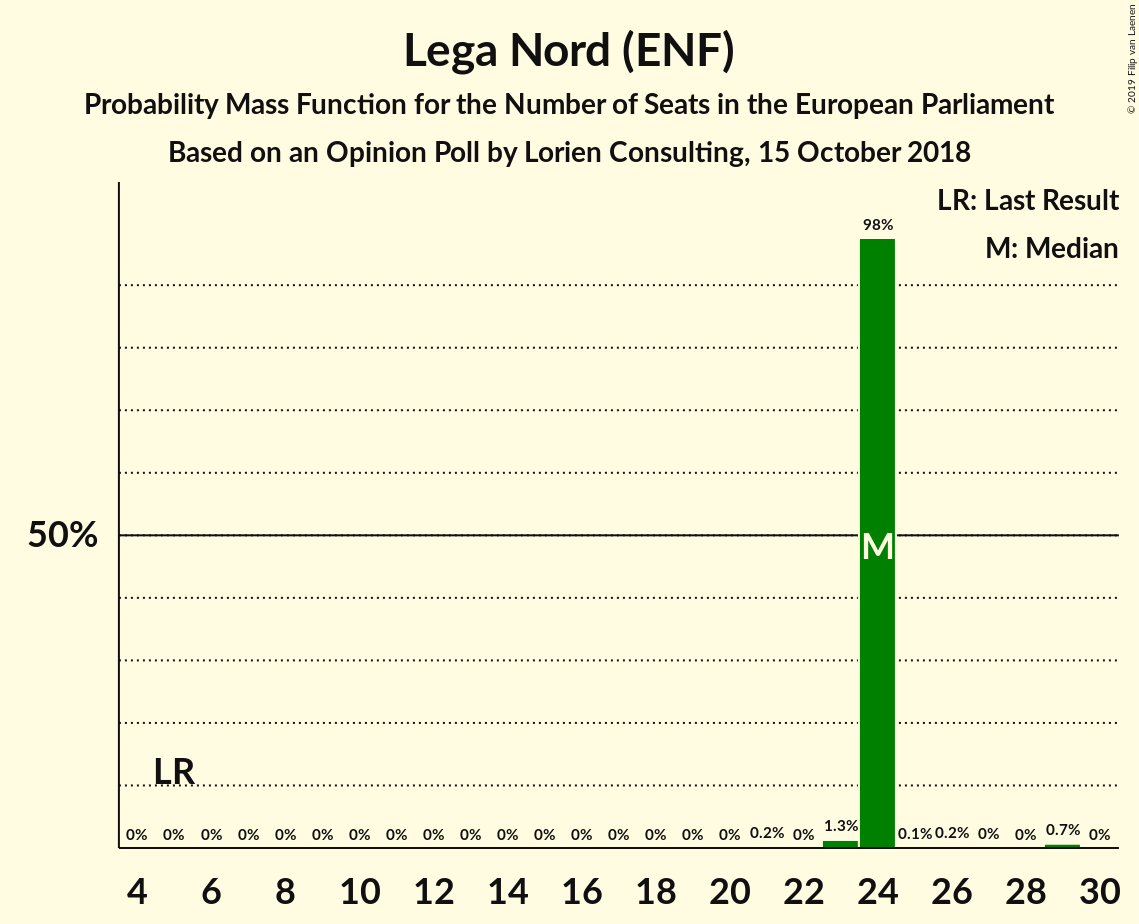 Lega Nord (ENF)
Probability Mass Function for the Number of Seats in the European Parliament
Based on an Opinion Poll by Lorien Consulting, 15 October 2018
© 2019 Filip van Laenen
LR: Last Result
M: Median
98%
50%
M
LR
0% 0% 0% 0% 0% 0% 0% 0% 0% 0% 0% 0% 0% 0% 0% 0% 0% 0.2% 0% 1.3% 0.1% 0.2% 0% 0% 0.7% 0%
4 6 8 10 12 14 16 18 20 22 24 26 28 30